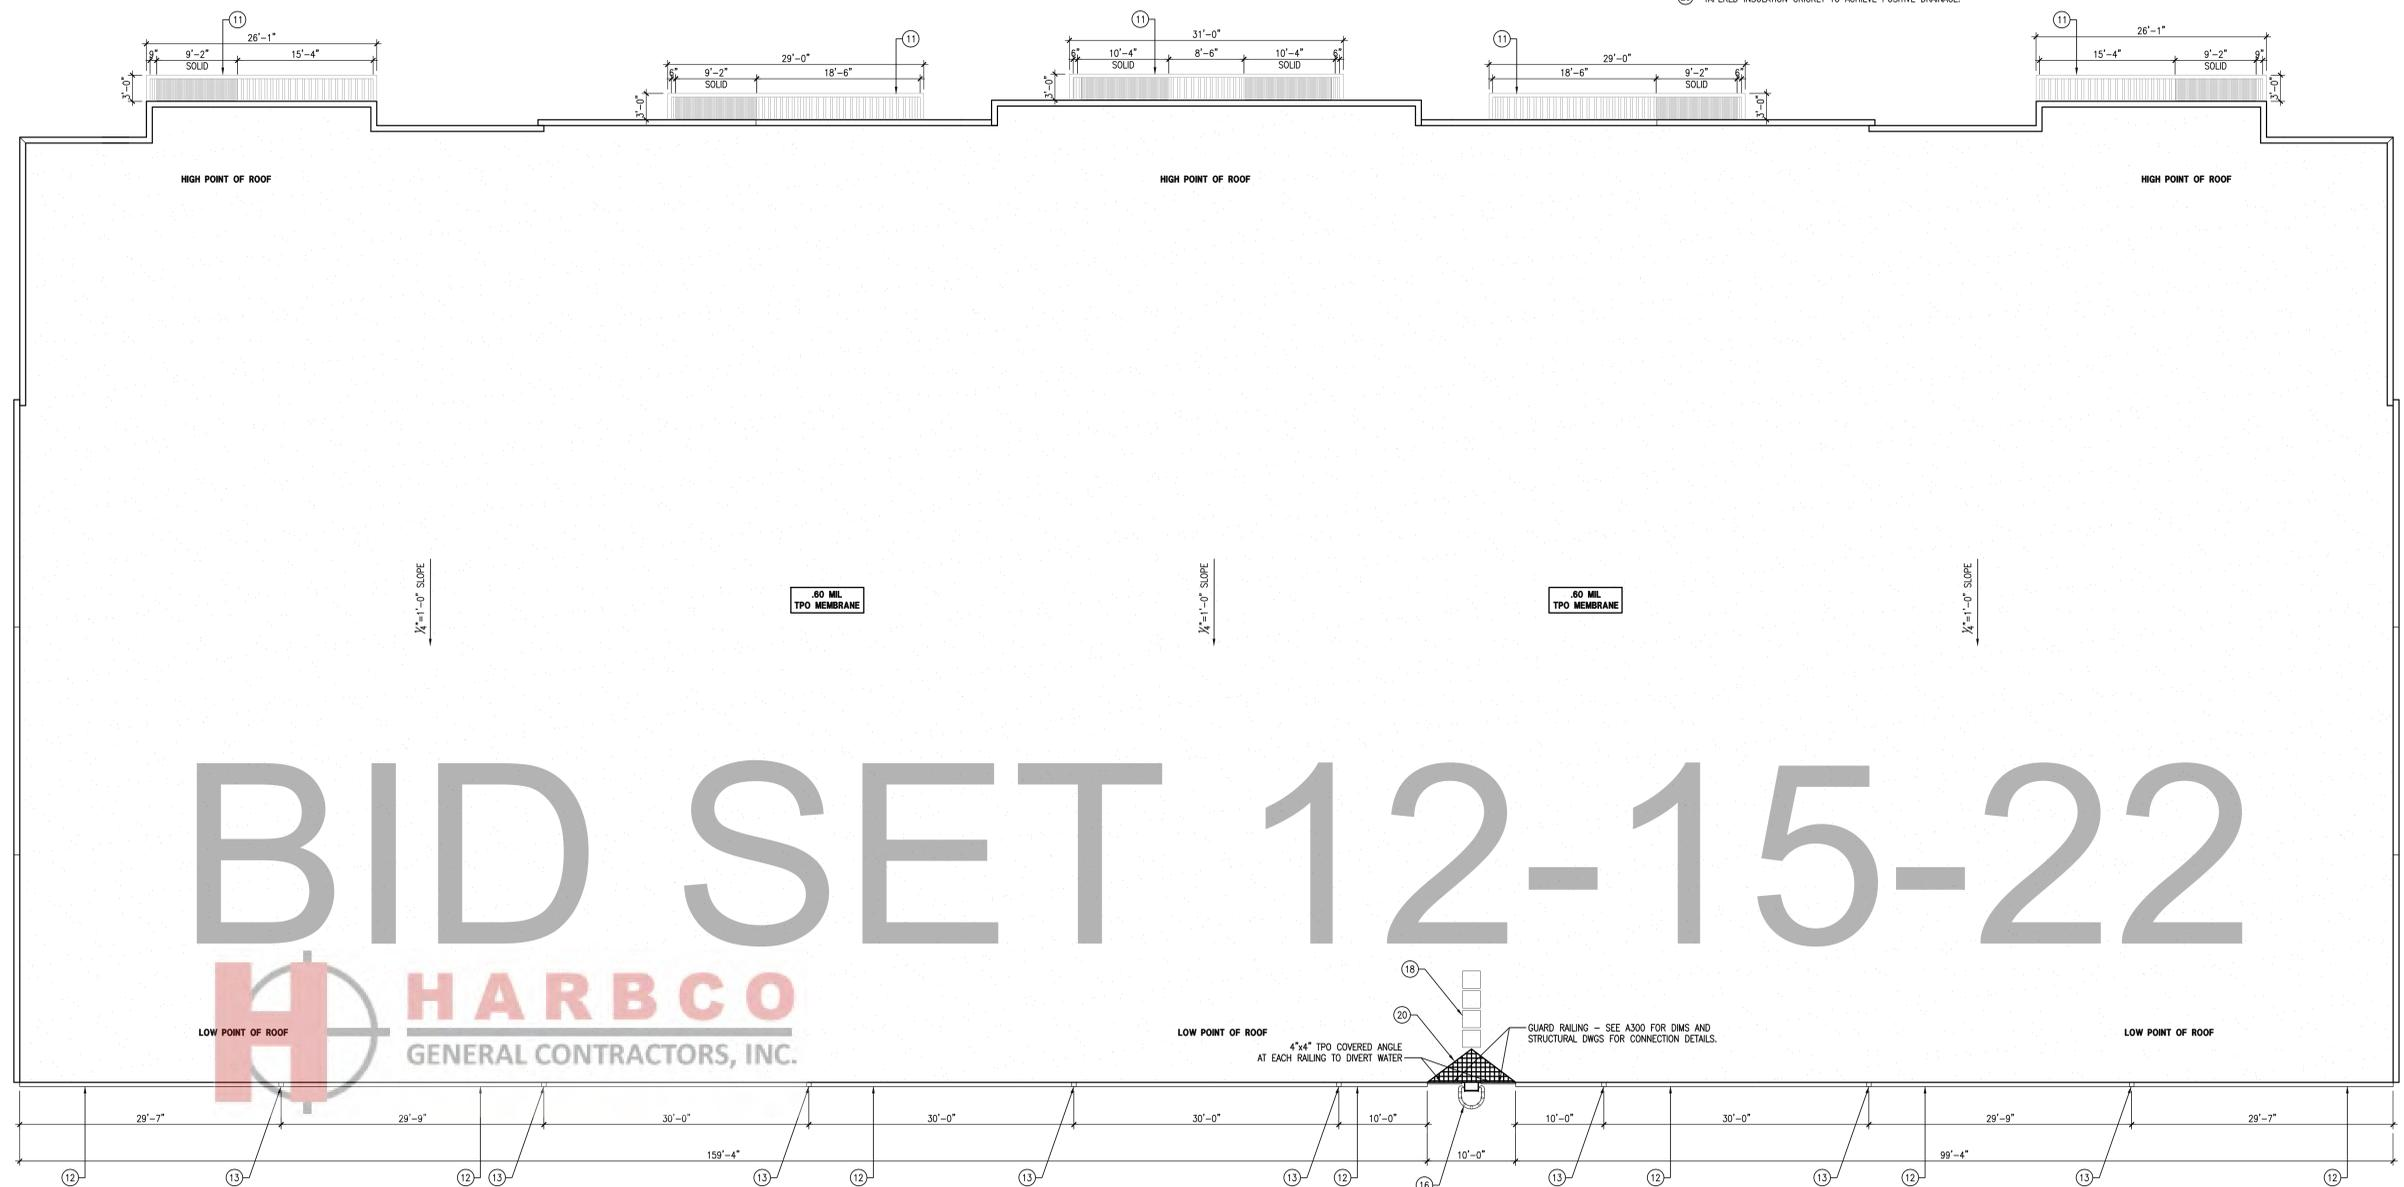 20 TAPERED INSULATION CRICKET TO ACHIEVE POSITIVE DRAINAGE.
11
11
11
11
11
26'-1"
29'-0"
31'-0"
29'-0"
26'-1"
9" 9'-2" 15'-4"
SOLID
6" 9'-2" 18'-6"
SOLID
6" 10'-4" 8'-6" 10'-4" 6"
SOLID SOLID
18'-6" 9'-2" 6"
SOLID
15'-4" 9'-2" 9"
SOLID
3'-0"
3'-0"
3'-0"
3'-0"
3'-0"
HIGH POINT OF ROOF
HIGH POINT OF ROOF
HIGH POINT OF ROOF
1/4"=1'-0" SLOPE
1/4"=1'-0" SLOPE
1/4"=1'-0" SLOPE
.60 MIL
TPO MEMBRANE
.60 MIL
TPO MEMBRANE
BID SET 12-15-22
H HARBCO
GENERAL CONTRACTORS, INC.
LOW POINT OF ROOF
LOW POINT OF ROOF
LOW POINT OF ROOF
18
20
4"x4" TPO COVERED ANGLE
AT EACH RAILING TO DIVERT WATER
GUARD RAILING – SEE A300 FOR DIMS AND
STRUCTURAL DWGS FOR CONNECTION DETAILS.
29'-7" 29'-9" 30'-0" 30'-0" 30'-0" 10'-0" 10'-0" 30'-0" 29'-9" 29'-7"
159'-4" 10'-0" 99'-4"
12 13 12 13 13 12 13 13 12 16 13 12 13 12 13 12